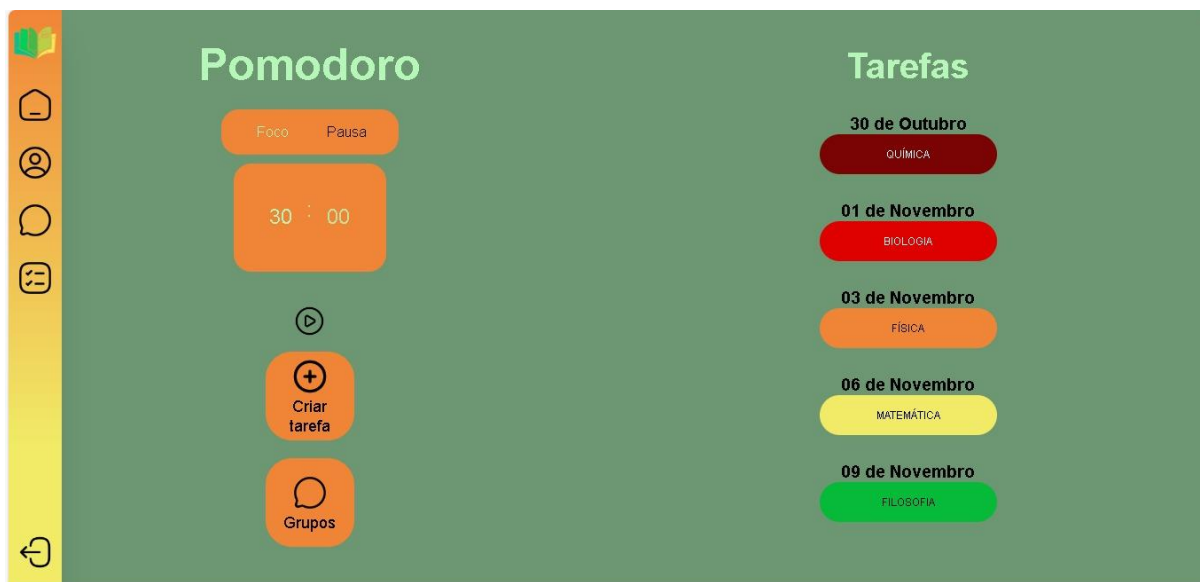 Pomodoro
Foco Pausa
30 : 00
Criar
tarefa
Grupos
Tarefas
30 de Outubro
QUÍMICA
01 de Novembro
BIOLOGIA
03 de Novembro
FÍSICA
06 de Novembro
MATEMÁTICA
09 de Novembro
FILOSOFIA